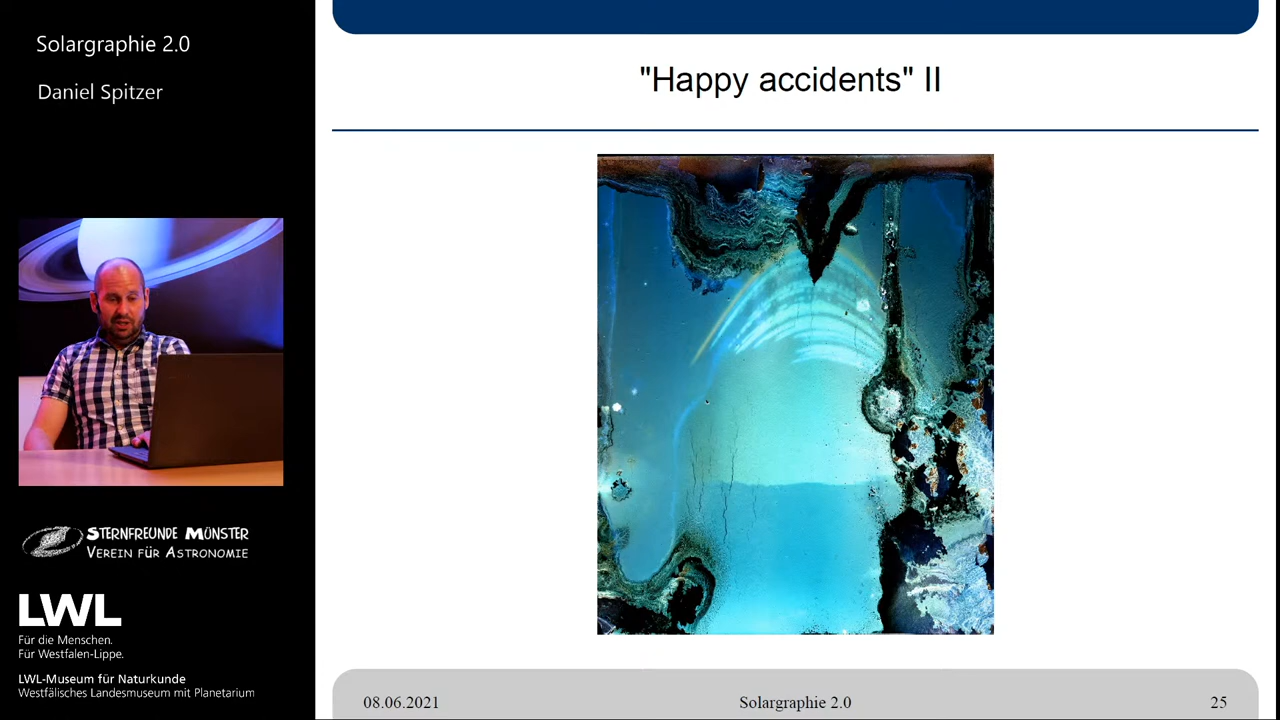 Solargraphie 2.0
Daniel Spitzer
"Happy accidents" II
STERNFREUNDE MÜNSTER
VEREIN FÜR ASTRONOMIE
LWL
Für die Menschen.
Für Westfalen-Lippe.
LWL-Museum für Naturkunde
Westfälisches Landesmuseum mit Planetarium
08.06.2021
Solargraphie 2.0
25